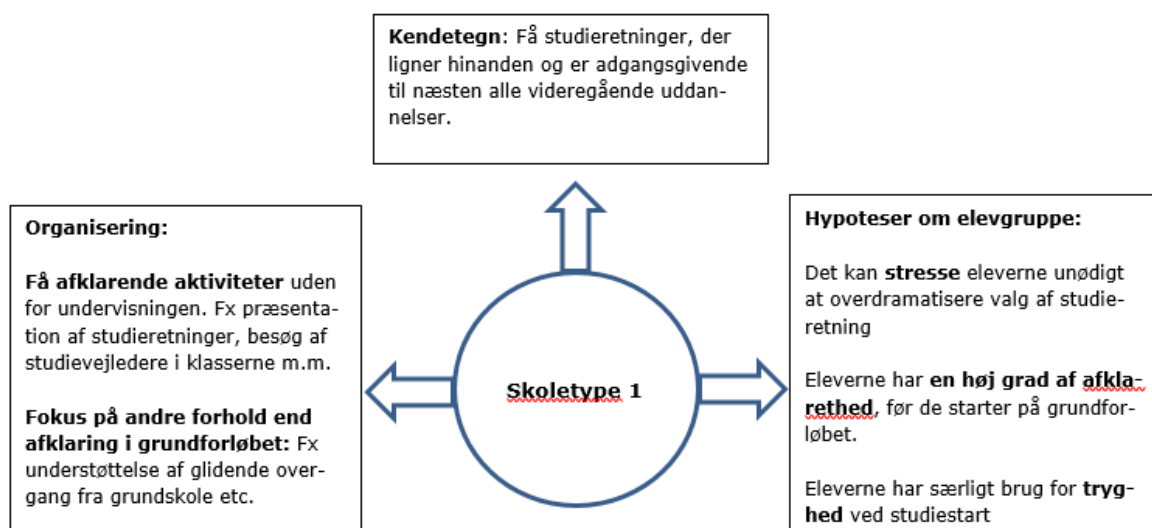 Kendetegn: Få studieretninger, der
ligner hinanden og er adgangsgivende
til næsten alle videregående uddan-
nelser.
Organisering:
Få afklarende aktiviteter uden
for undervisningen. Fx præsenta-
tion af studieretninger, besøg af
studievejledere i klasserne m.m.
Fokus på andre forhold end
afklaring i grundforløbet: Fx
understøttelse af glidende over-
gang fra grundskole etc.
Skoletype 1
Hypoteser om elevgruppe:
Det kan stresse eleverne unødigt
at overdramatisere valg af studie-
retning
Eleverne har en høj grad af afkla-
rethed, før de starter på grundfor-
løbet.
Eleverne har særligt brug for tryg-
hed ved studiestart